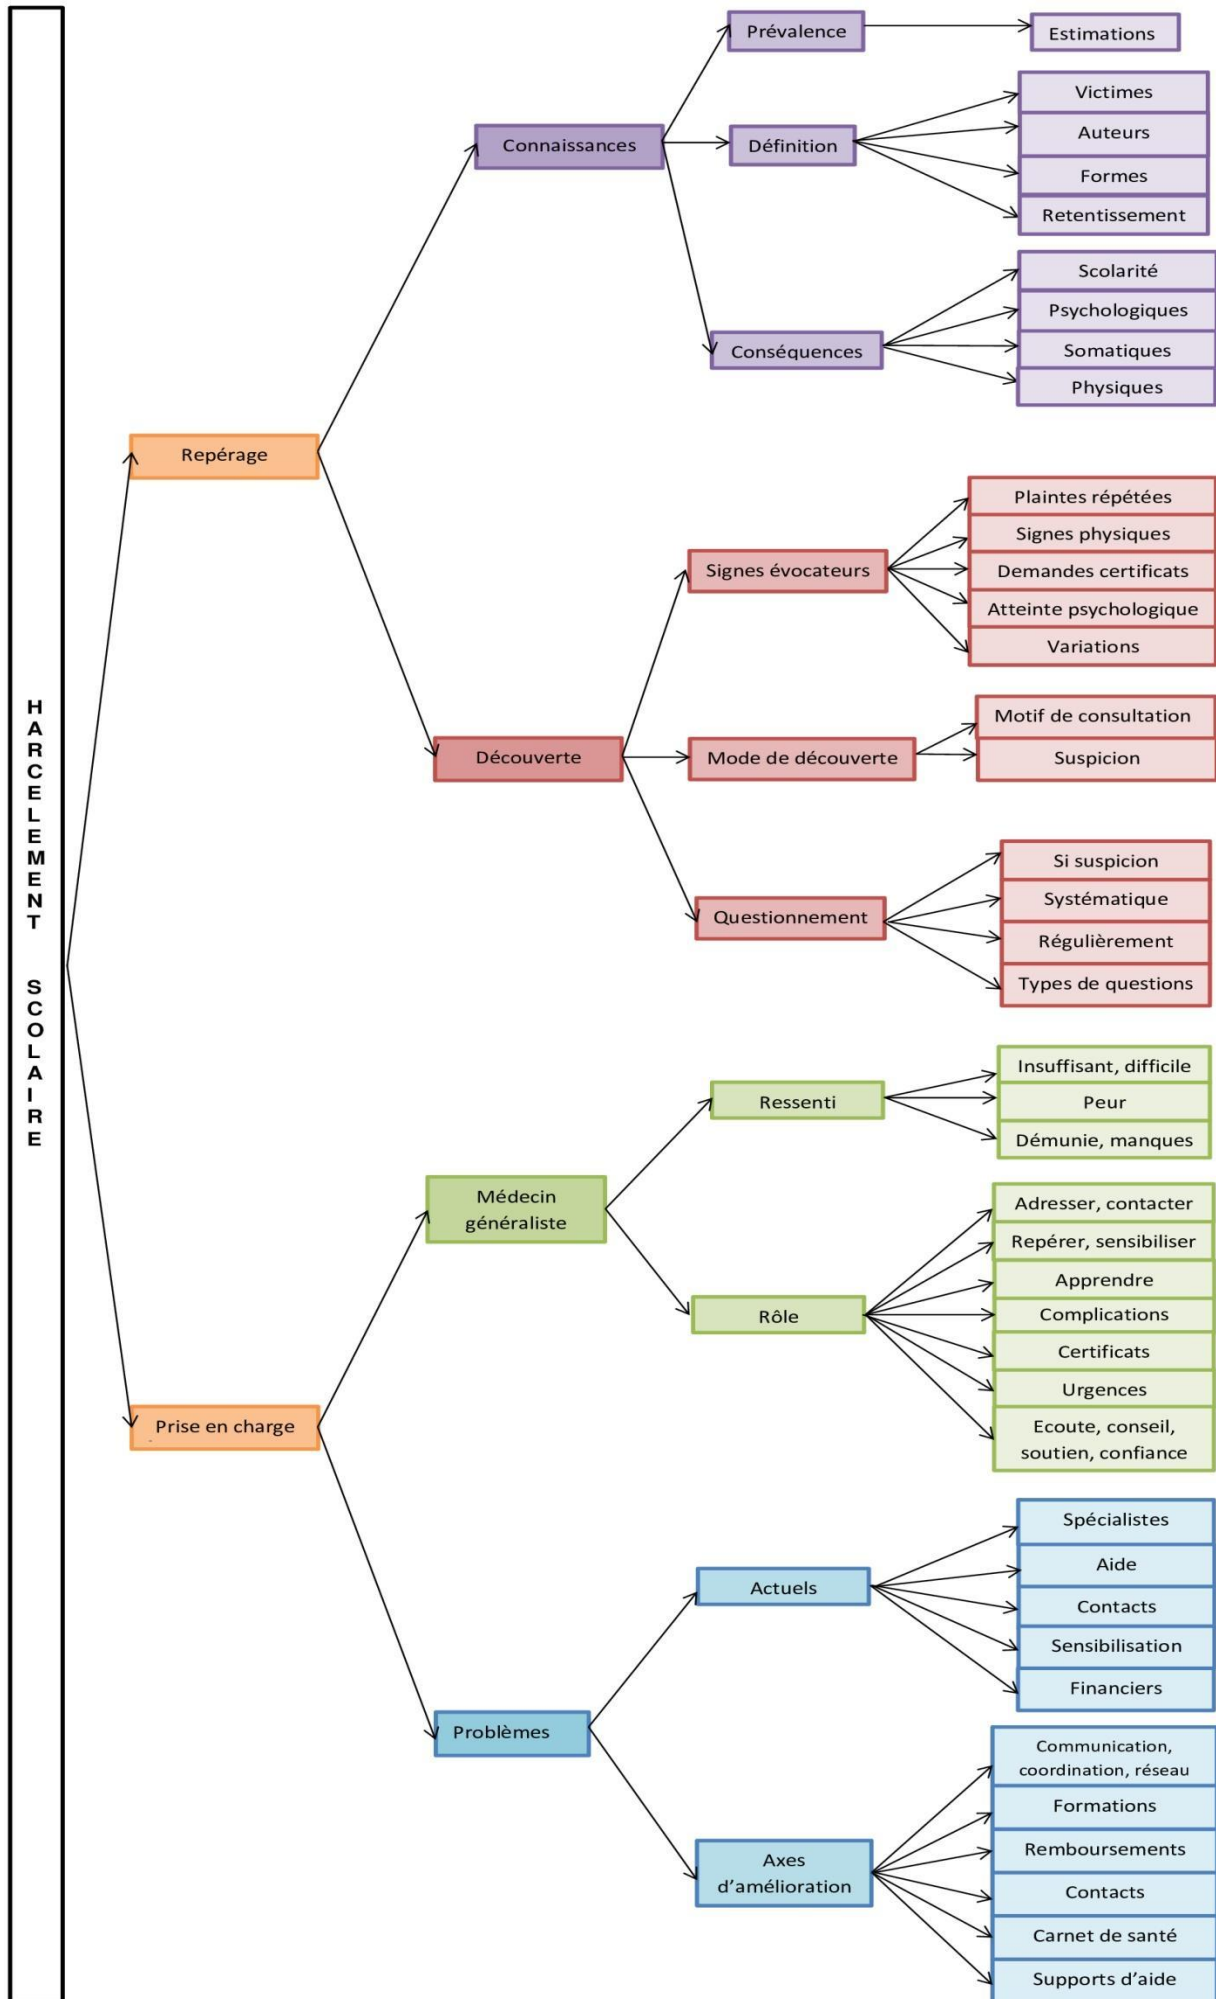 HARCELEMENT SCOLAIRE
Repérage
Connaissances
Prévalence
Estimations
Définition
Victimes
Auteurs
Formes
Retentissement
Conséquences
Scolarité
Psychologiques
Somatiques
Physiques
Découverte
Signes évocateurs
Plaintes répétées
Signes physiques
Demandes certificats
Atteinte psychologique
Variations
Mode de découverte
Motif de consultation
Suspicion
Questionnement
Si suspicion
Systématique
Régulièrement
Types de questions
Prise en charge
Médecin
généraliste
Ressenti
Insuffisant, difficile
Peur
Démunie, manques
Rôle
Adresser, contacter
Repérer, sensibiliser
Apprendre
Complications
Certificats
Urgences
Ecoute, conseil,
soutien, confiance
Problèmes
Actuels
Spécialistes
Aide
Contacts
Sensibilisation
Financiers
Axes
d’amélioration
Communication,
coordination, réseau
Formations
Remboursements
Contacts
Carnet de santé
Supports d’aide